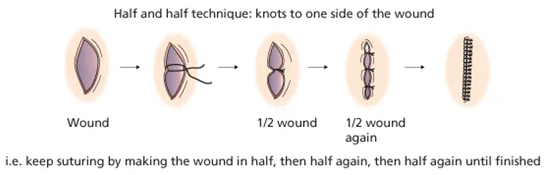 Half and half technique: knots to one side of the wound
Wound
1/2 wound
1/2 wound
again
i.e. keep suturing by making the wound in half, then half again, then half again until finished